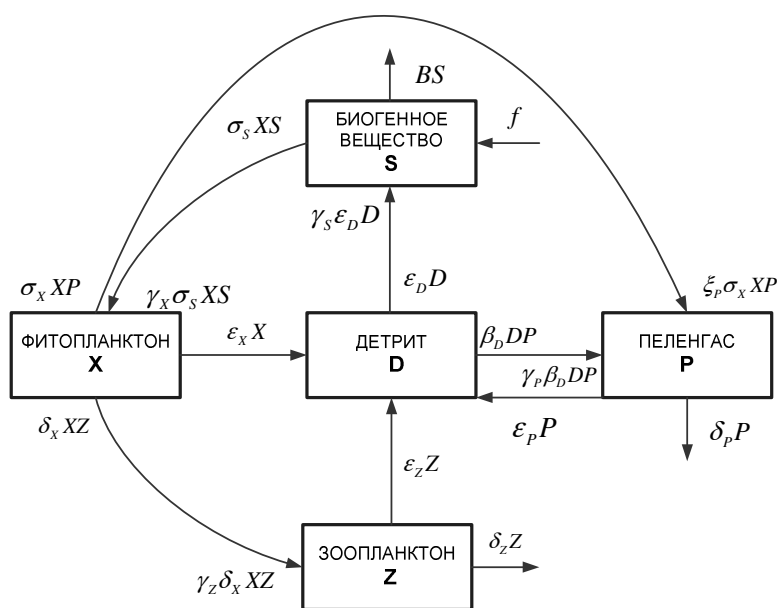 BS
БИОГЕННОЕ
ВЕЩЕСТВО
S
f
σ_S XS
γ_S ε_D D
ε_D D
σ_X XP
γ_X σ_S XS
ξ_P σ_X XP
ФИТОПЛАНКТОН
X
ε_X X
ДЕТРИТ
D
β_D DP
γ_P β_D DP
ПЕЛЕНГАС
P
ε_P P
δ_P P
δ_X XZ
ε_Z Z
γ_Z δ_X XZ
ЗООПЛАНКТОН
Z
δ_Z Z